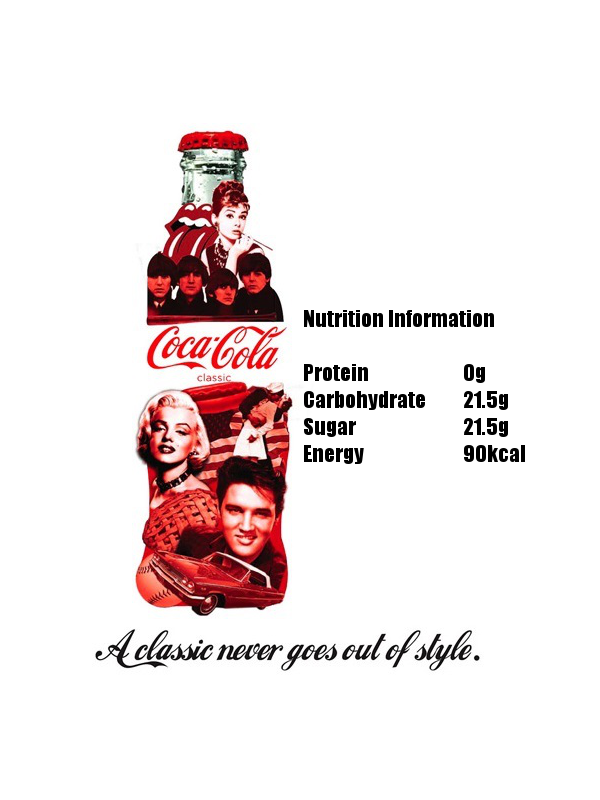 Coca-Cola
classic
Nutrition Information
Protein 0g
Carbohydrate 21.5g
Sugar 21.5g
Energy 90kcal
A classic never goes out of style.